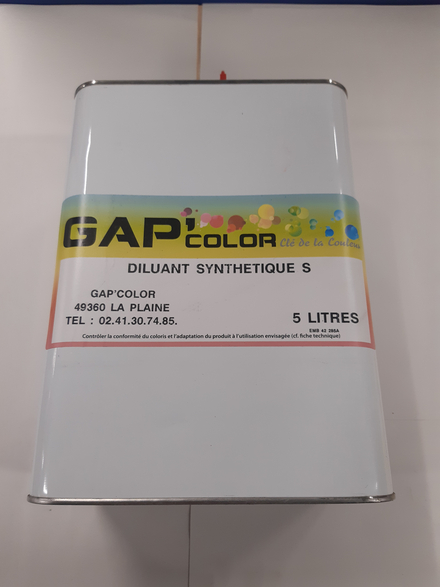 GAP'COLOR
Clé de la Couleur
DILUANT SYNTHETIQUE S
GAP'COLOR
49360 LA PLAINE
TEL : 02.41.30.74.85.
5 LITRES
Contrôler la conformité du coloris et l'adaptation du produit à l'utilisation envisagée (cf. fiche technique)